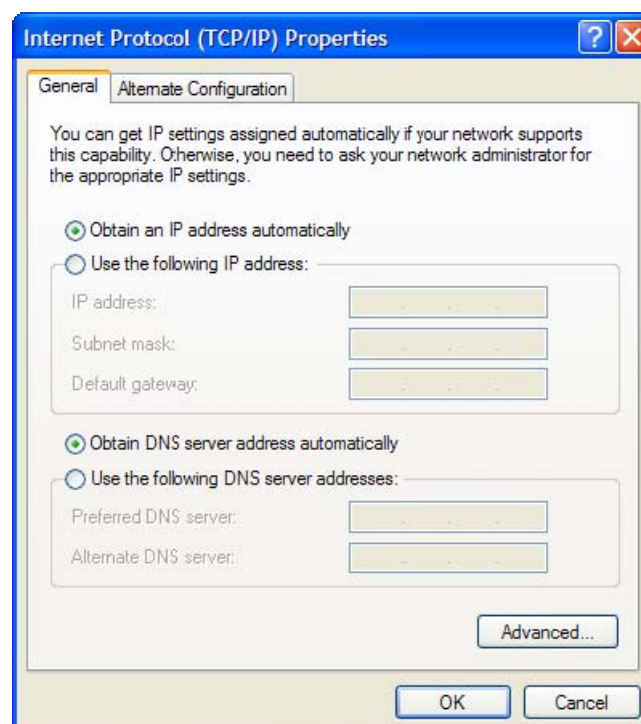 Internet Protocol (TCP/IP) Properties
General
Alternate Configuration
You can get IP settings assigned automatically if your network supports
this capability. Otherwise, you need to ask your network administrator for
the appropriate IP settings.
Obtain an IP address automatically
Use the following IP address:
IP address:
Subnet mask:
Default gateway:
Obtain DNS server address automatically
Use the following DNS server addresses:
Preferred DNS server:
Alternate DNS server:
Advanced...
OK
Cancel